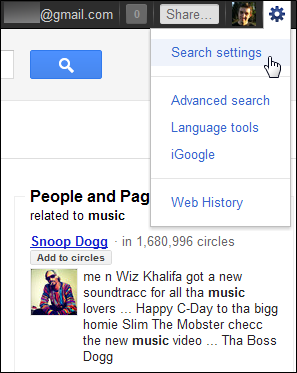 @gmail.com 0 Share...
Search settings
Advanced search
Language tools
iGoogle
Web History
People and Pag
related to music
Snoop Dogg · in 1,680,996 circles
Add to circles
me n Wiz Khalifa got a new
soundtracc for all tha music
lovers ... Happy C-Day to tha bigg
homie Slim The Mobster checc
the new music video ... Tha Boss
Dogg